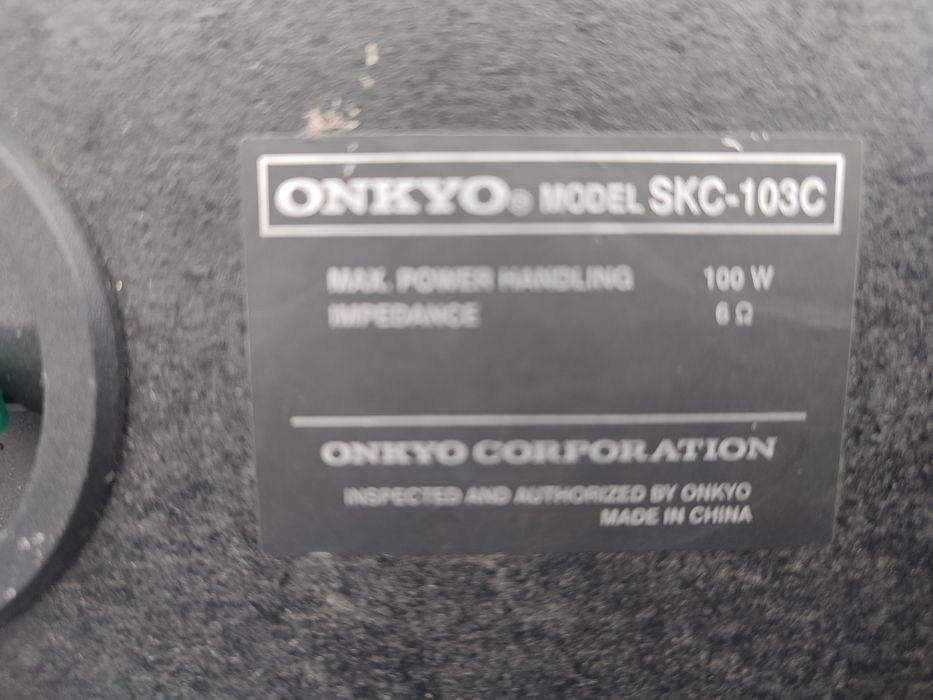 ONKYO® MODEL SKC-103C
MAX. POWER HANDLING 100 W
IMPEDANCE 6 Ω
ONKYO CORPORATION
INSPECTED AND AUTHORIZED BY ONKYO
MADE IN CHINA